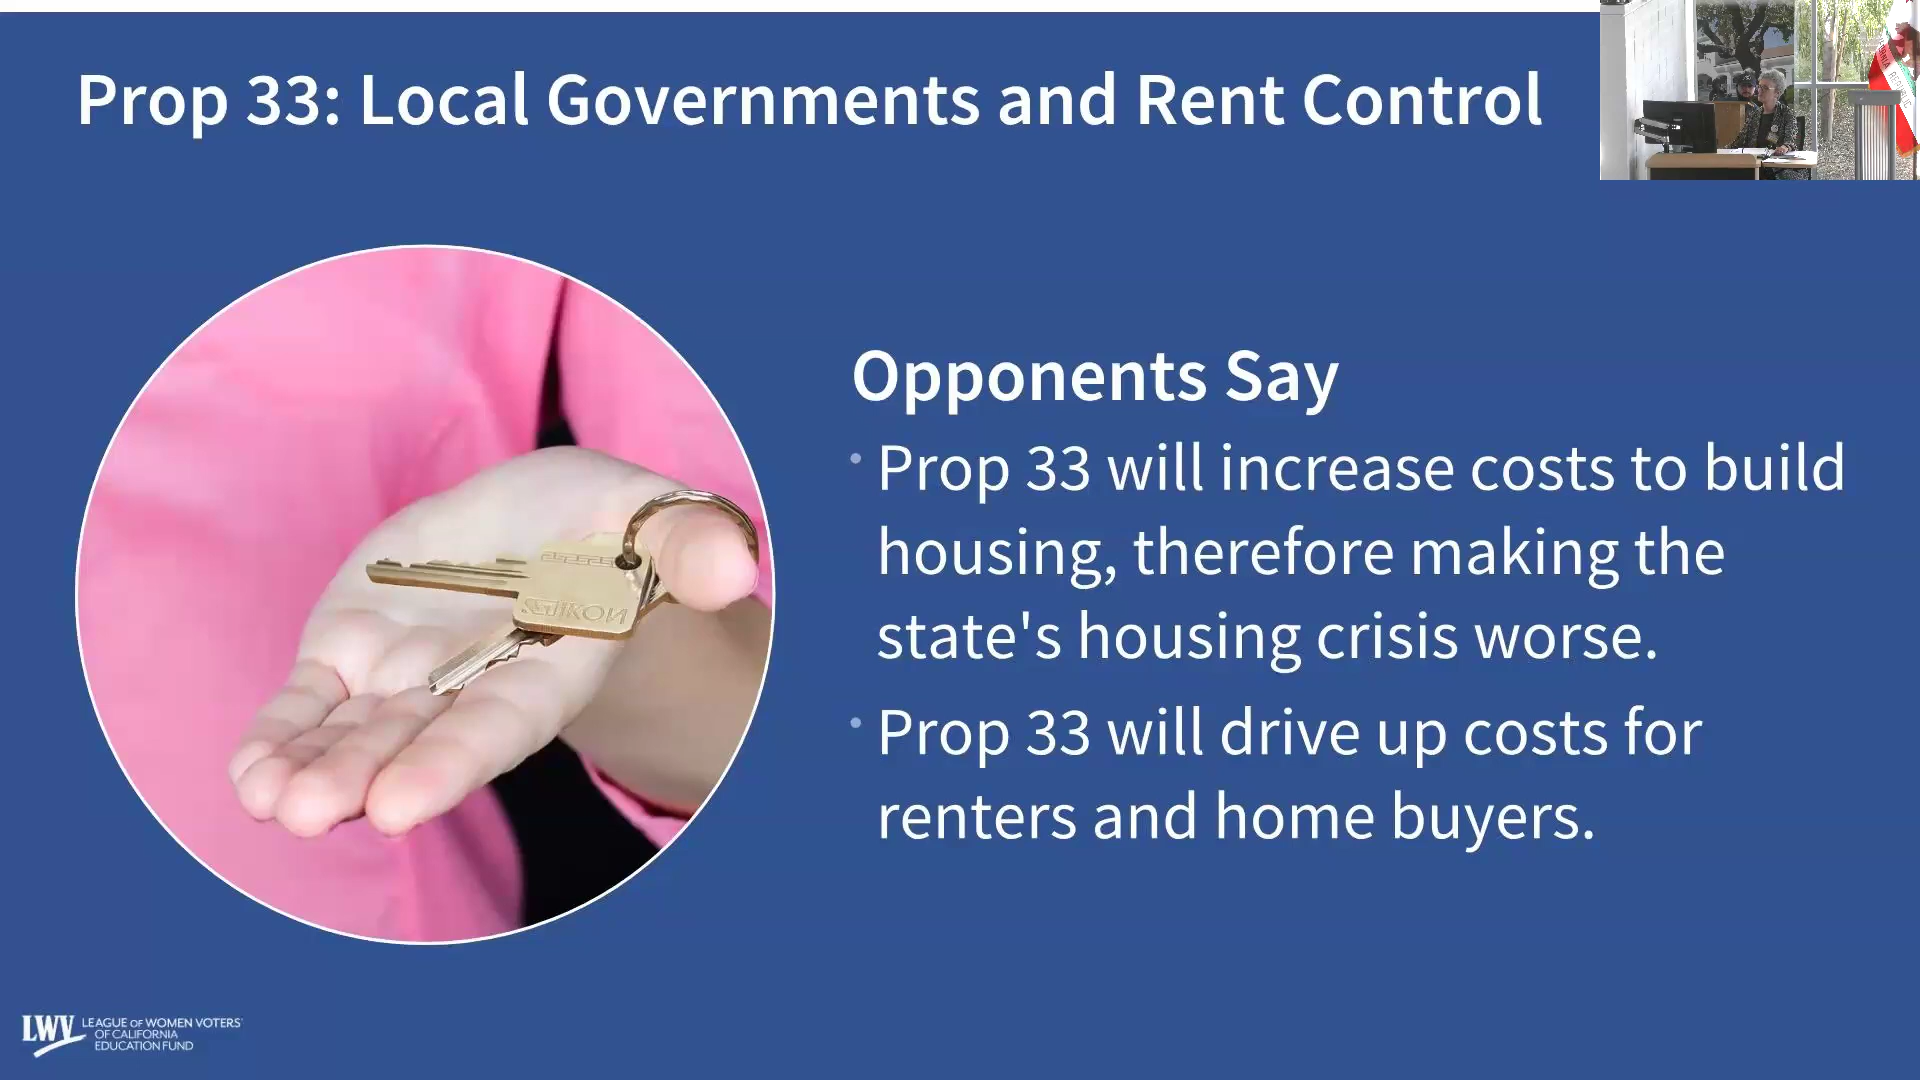 Prop 33: Local Governments and Rent Control
Opponents Say
Prop 33 will increase costs to build
housing, therefore making the
state's housing crisis worse.
Prop 33 will drive up costs for
renters and home buyers.
LWV LEAGUE OF WOMEN VOTERS
OF CALIFORNIA
EDUCATION FUND
IKON